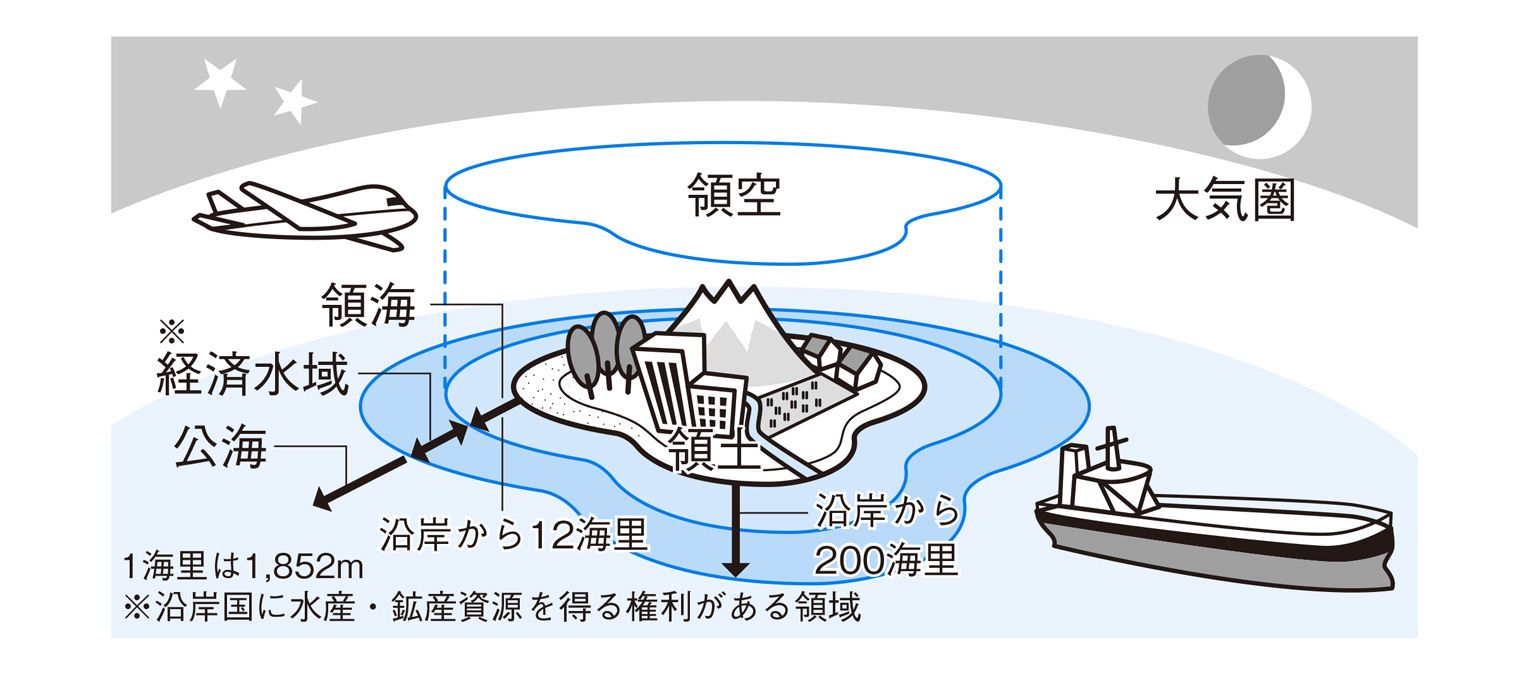 領空
大気圏
領海
※
経済水域
公海
領土
沿岸から
200海里
沿岸から12海里
1海里は1,852m
※沿岸国に水産・鉱産資源を得る権利がある領域